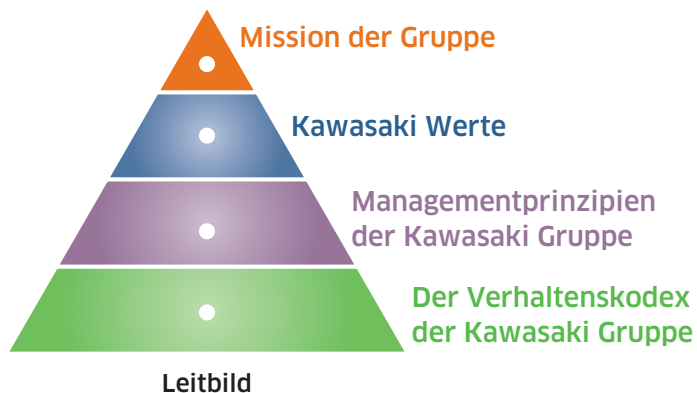 Mission der Gruppe
Kawasaki Werte
Managementprinzipien
der Kawasaki Gruppe
Der Verhaltenskodex
der Kawasaki Gruppe
Leitbild